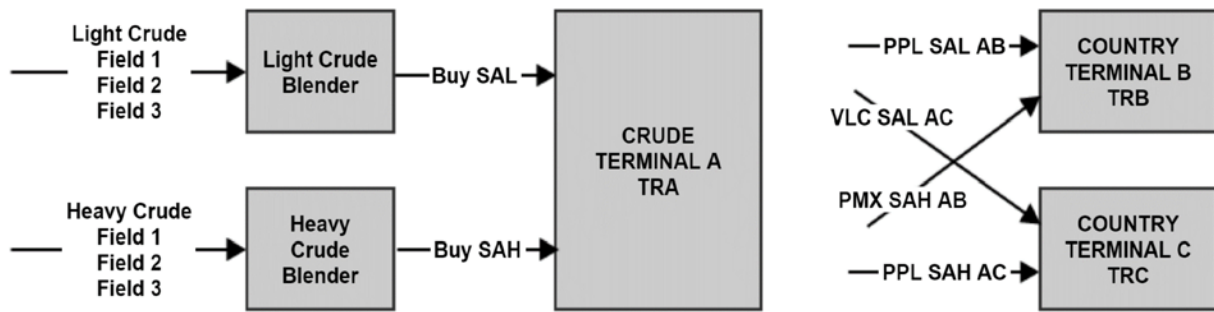 Light Crude
Field 1
Field 2
Field 3
Light Crude
Blender
Buy SAL
Heavy Crude
Field 1
Field 2
Field 3
Heavy
Crude
Blender
Buy SAH
CRUDE
TERMINAL A
TRA
PPL SAL AB
VLC SAL AC
PMX SAH AB
PPL SAH AC
COUNTRY
TERMINAL B
TRB
COUNTRY
TERMINAL C
TRC